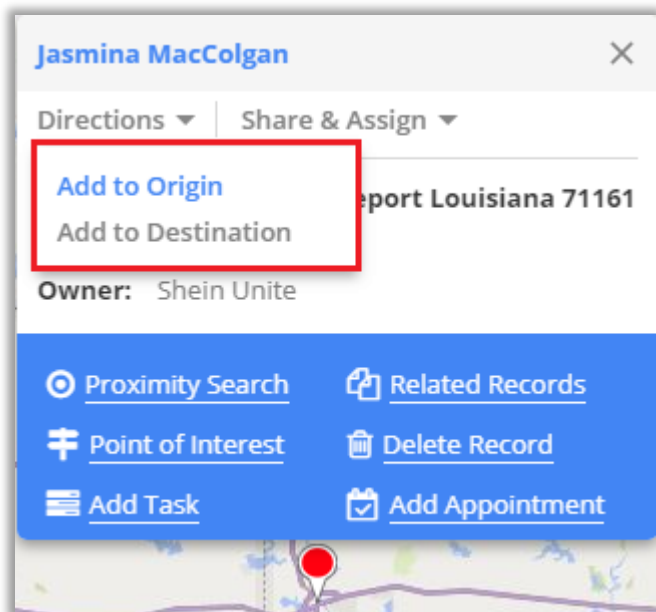 Jasmina MacColgan
Directions Share & Assign
Add to Origin
eport Louisiana 71161
Add to Destination
Owner: Shein Unite
Proximity Search Related Records
Point of Interest Delete Record
Add Task Add Appointment